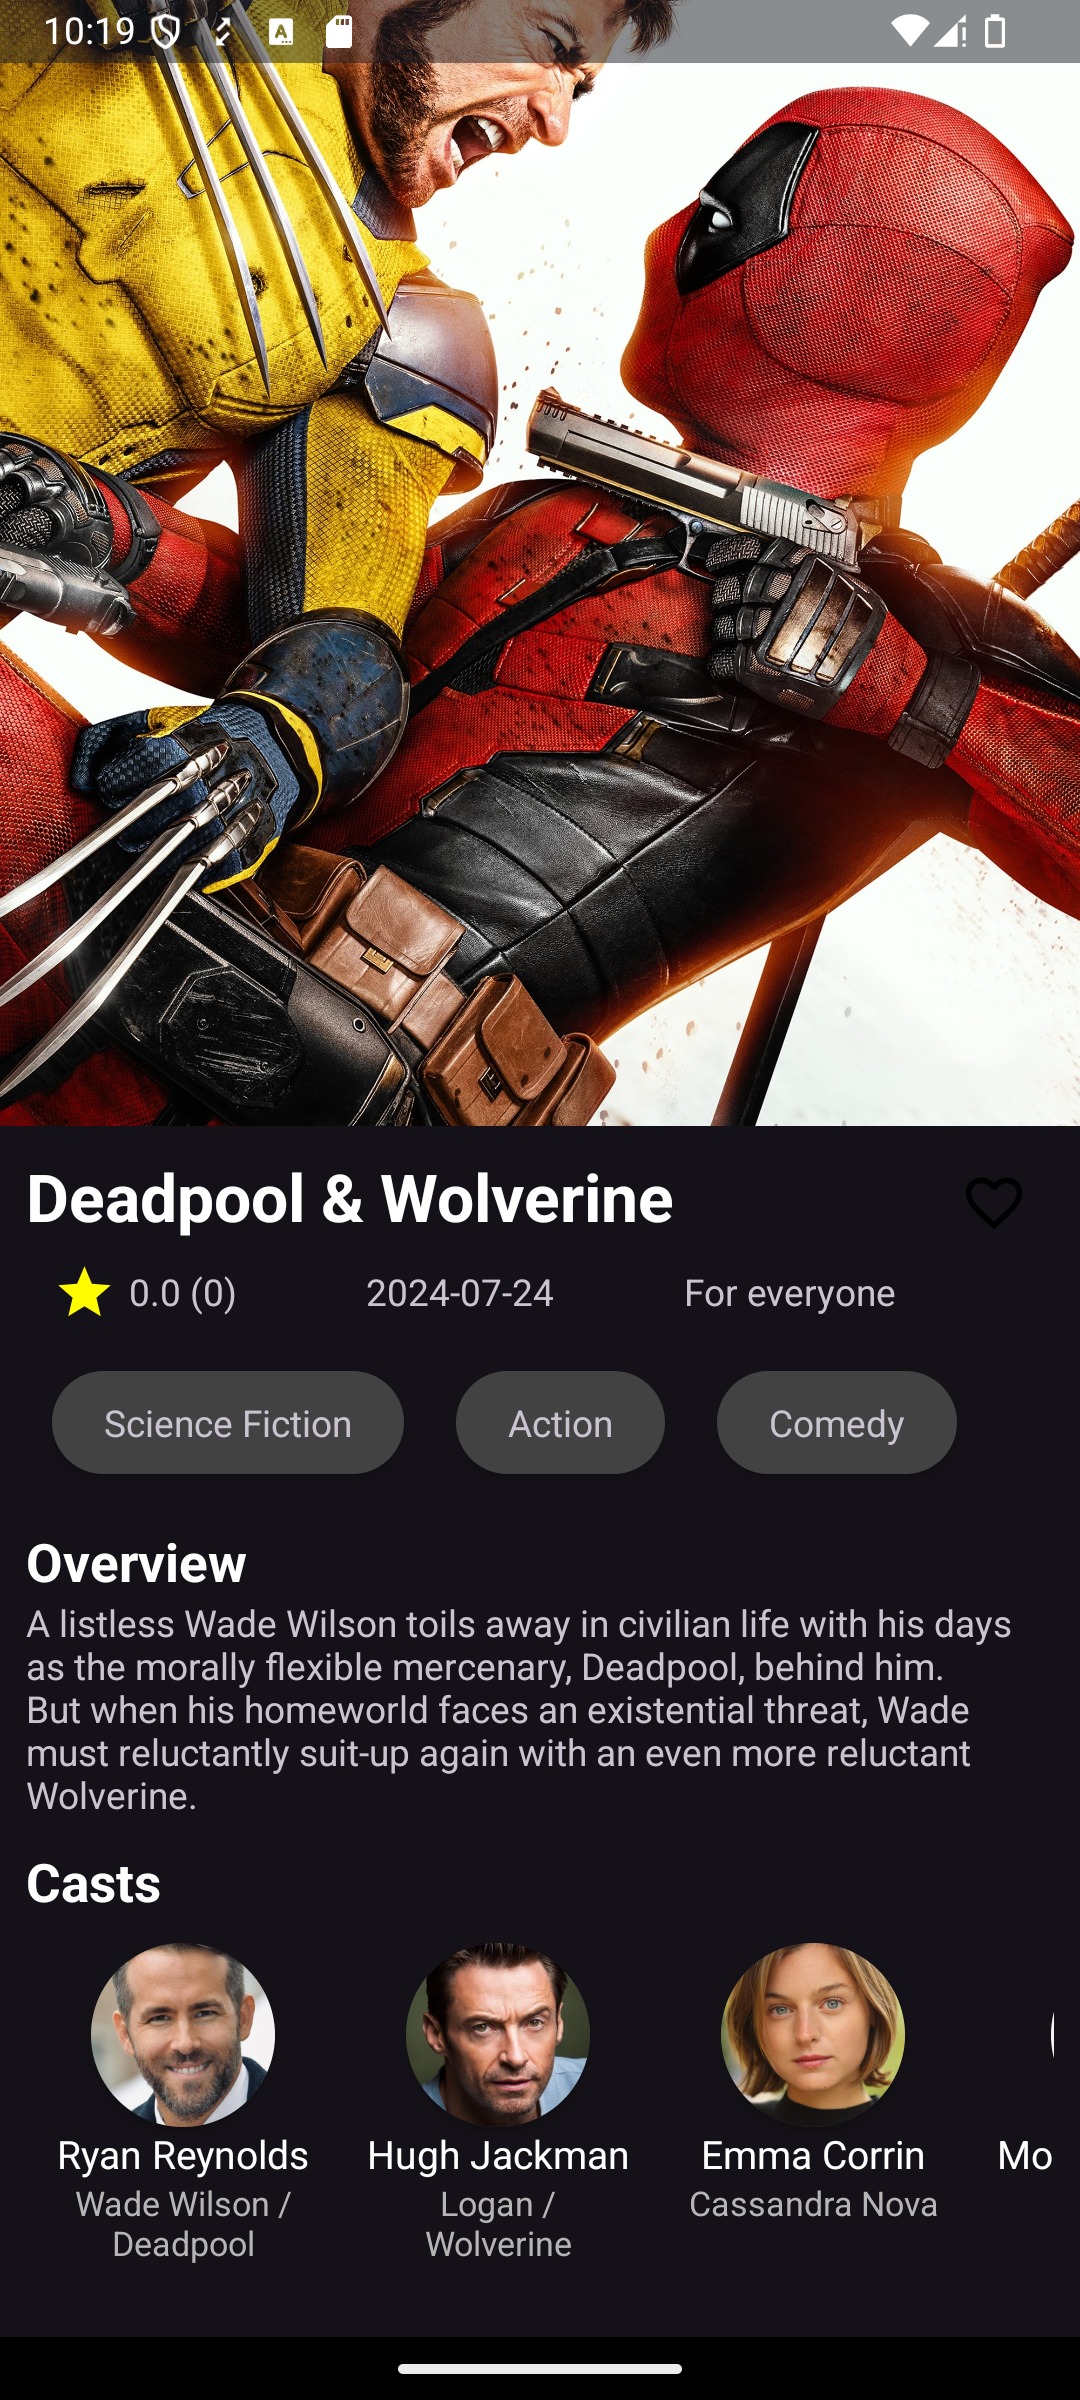 10:19
Deadpool & Wolverine
0.0 (0) 2024-07-24 For everyone
Science Fiction Action Comedy
Overview
A listless Wade Wilson toils away in civilian life with his days
as the morally flexible mercenary, Deadpool, behind him.
But when his homeworld faces an existential threat, Wade
must reluctantly suit-up again with an even more reluctant
Wolverine.
Casts
Ryan Reynolds Hugh Jackman Emma Corrin Mo
Wade Wilson / Logan / Cassandra Nova
Deadpool Wolverine